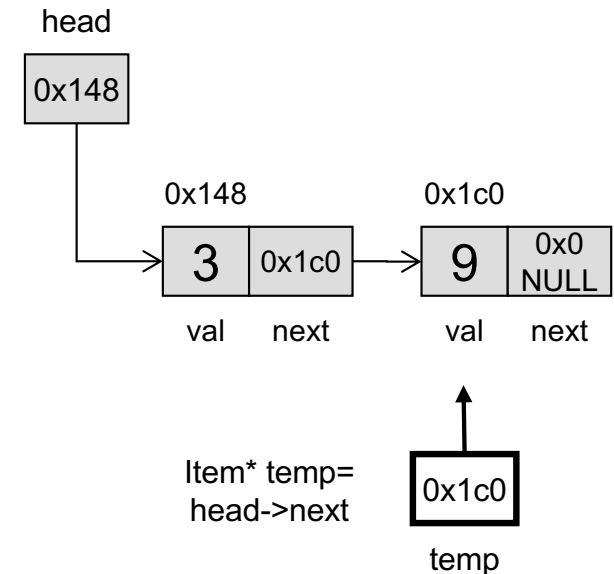 head
0x148
0x148
0x1c0
3
0x1c0
9
0x0
NULL
val
next
val
next
Item* temp=
head->next
0x1c0
temp